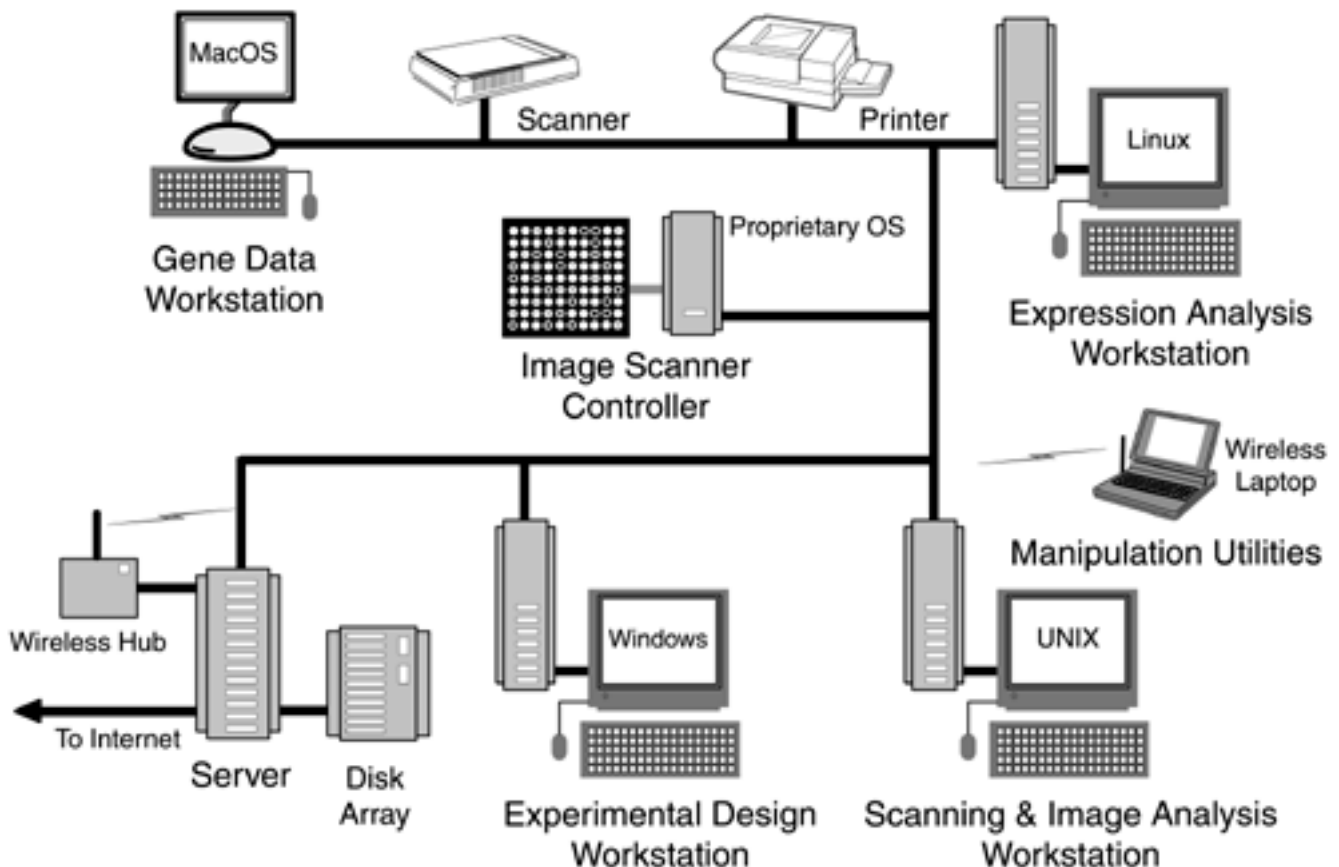 MacOS
Scanner
Printer
Linux
Gene Data
Workstation
Proprietary OS
Image Scanner
Controller
Expression Analysis
Workstation
Wireless
Laptop
Manipulation Utilities
Wireless Hub
To Internet
Server
Disk
Array
Windows
Experimental Design
Workstation
UNIX
Scanning & Image Analysis
Workstation